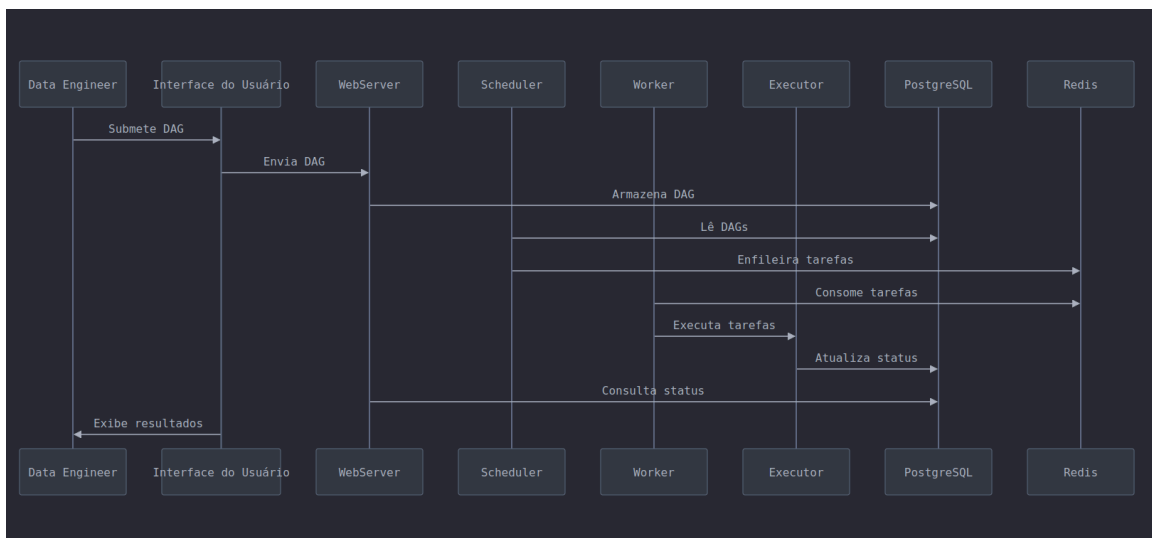 Data Engineer
Interface do Usuário
WebServer
Scheduler
Worker
Executor
PostgreSQL
Redis
Submete DAG
Envia DAG
Armazena DAG
Lê DAGs
Enfileira tarefas
Consome tarefas
Executa tarefas
Atualiza status
Consulta status
Exibe resultados
Data Engineer
Interface do Usuário
WebServer
Scheduler
Worker
Executor
PostgreSQL
Redis